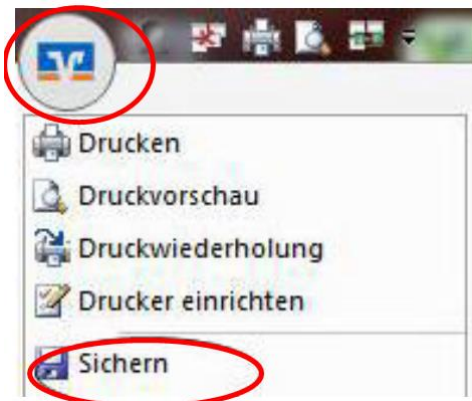 Drucken
Druckvorschau
Druckwiederholung
Drucker einrichten
Sichern